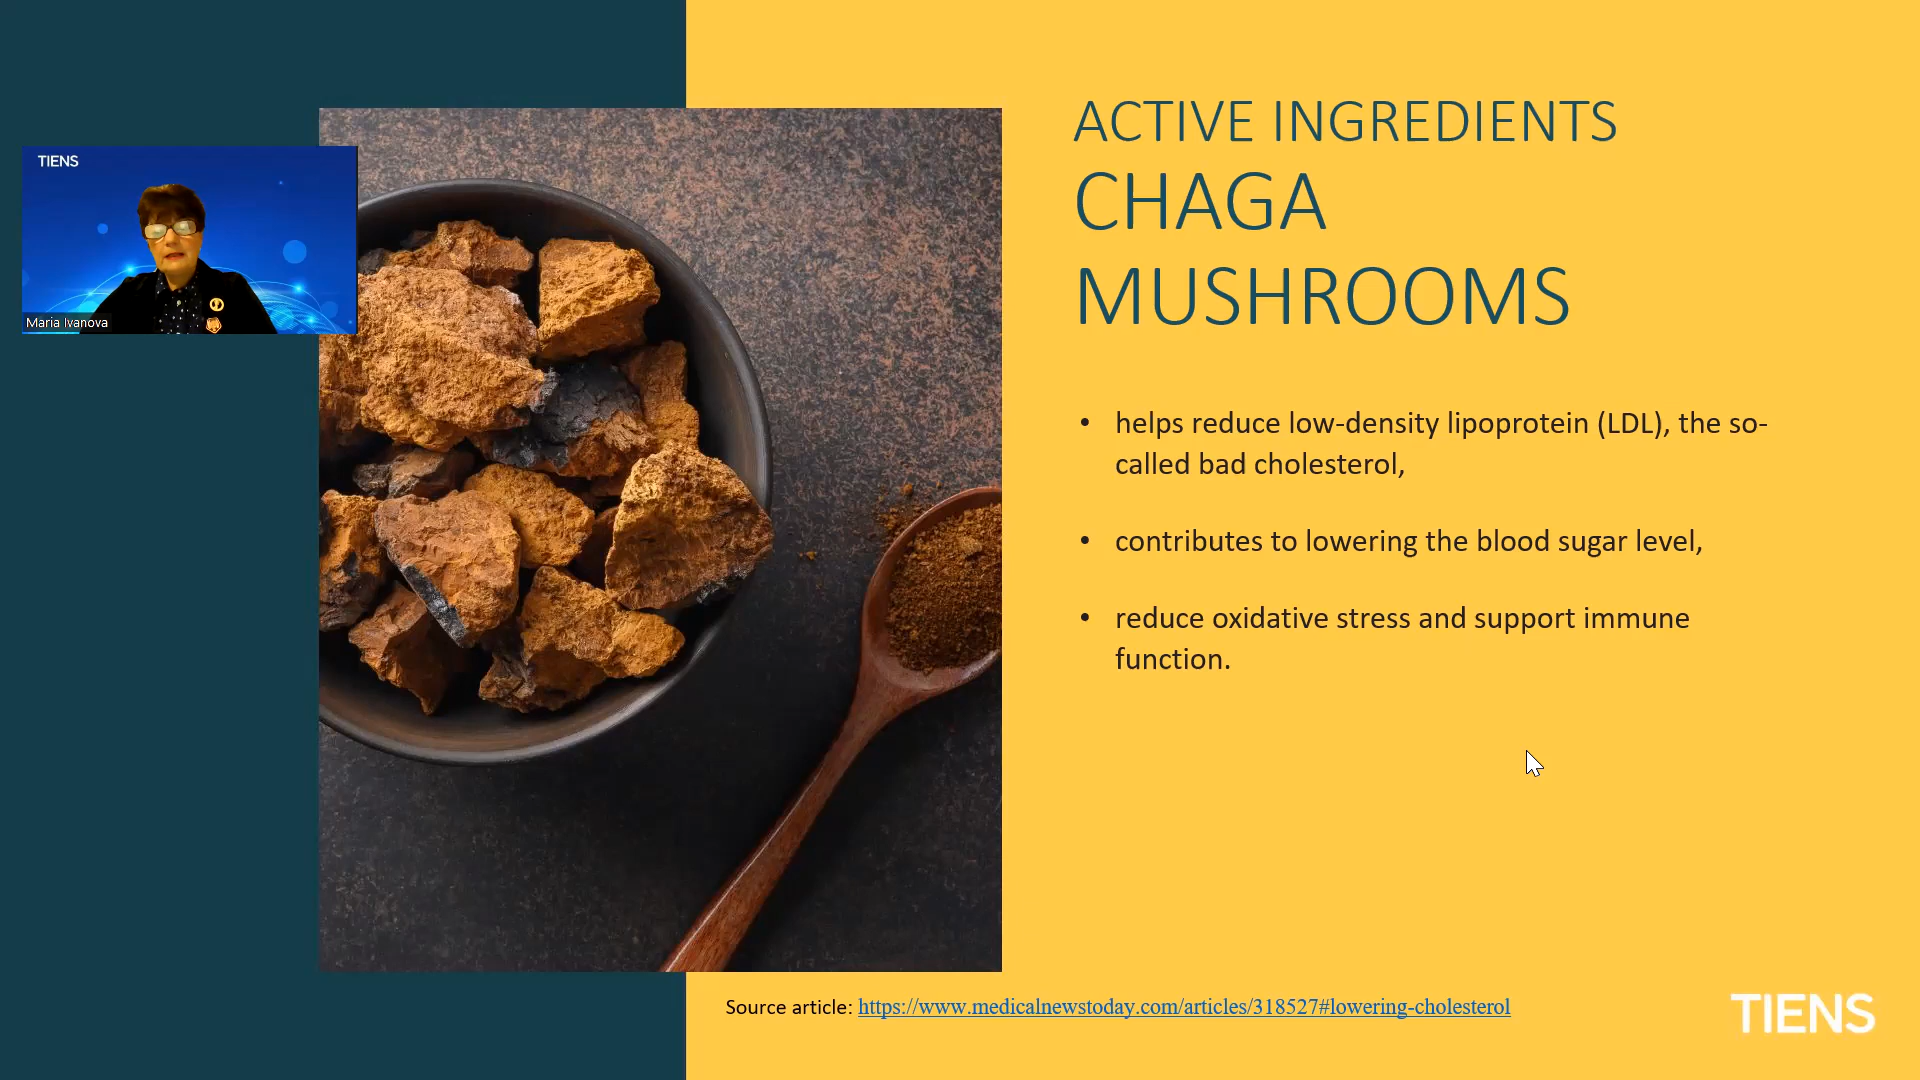 TIENS
Maria Ivanova
ACTIVE INGREDIENTS
CHAGA
MUSHROOMS
• helps reduce low-density lipoprotein (LDL), the so-
called bad cholesterol,
• contributes to lowering the blood sugar level,
• reduce oxidative stress and support immune
function.
Source article: https://www.medicalnewstoday.com/articles/318527#lowering-cholesterol
TIENS